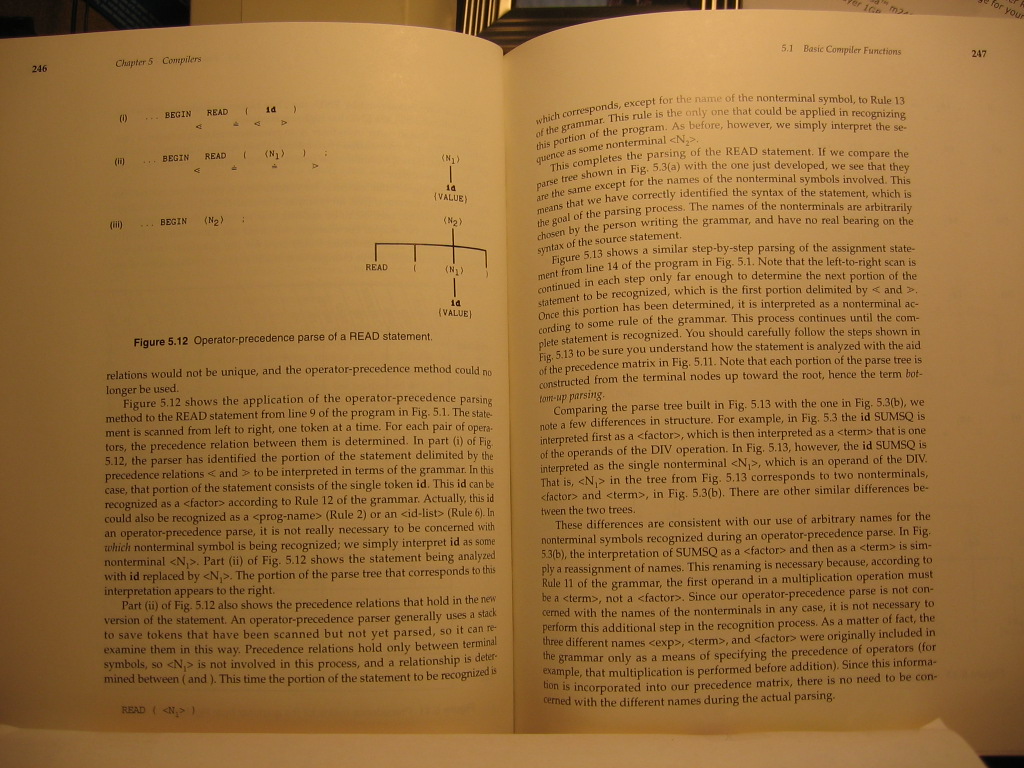 246
Chapter 5 Compilers
(i) ... BEGIN READ ( id )
⋖ ≐ ⋖ ⋗
(ii) ... BEGIN READ ( ⟨N1⟩ ) ;
⋖ ≐ ≐ ⋗
⟨N1⟩
id
{VALUE}
(iii) ... BEGIN ⟨N2⟩ ;
⟨N2⟩
READ ( ⟨N1⟩ )
id
{VALUE}
Figure 5.12 Operator-precedence parse of a READ statement.
relations would not be unique, and the operator-precedence method could no
longer be used.
Figure 5.12 shows the application of the operator-precedence parsing
method to the READ statement from line 9 of the program in Fig. 5.1. The state-
ment is scanned from left to right, one token at a time. For each pair of opera-
tors, the precedence relation between them is determined. In part (i) of Fig.
5.12, the parser has identified the portion of the statement delimited by the
precedence relations ⋖ and ⋗ to be interpreted in terms of the grammar. In this
case, that portion of the statement consists of the single token id. This id can be
recognized as a <factor> according to Rule 12 of the grammar. Actually, this id
could also be recognized as a <prog-name> (Rule 2) or an <id-list> (Rule 6). In
an operator-precedence parse, it is not really necessary to be concerned with
which nonterminal symbol is being recognized; we simply interpret id as some
nonterminal <N1>. Part (ii) of Fig. 5.12 shows the statement being analyzed
with id replaced by <N1>. The portion of the parse tree that corresponds to this
interpretation appears to the right.
Part (ii) of Fig. 5.12 also shows the precedence relations that hold in the new
version of the statement. An operator-precedence parser generally uses a stack
to save tokens that have been scanned but not yet parsed, so it can re-
examine them in this way. Precedence relations hold only between terminal
symbols, so <N1> is not involved in this process, and a relationship is deter-
mined between ( and ). This time the portion of the statement to be recognized is
READ ( <N1> )
5.1 Basic Compiler Functions
247
which corresponds, except for the name of the nonterminal symbol, to Rule 13
of the grammar. This rule is the only one that could be applied in recognizing
this portion of the program. As before, however, we simply interpret the se-
quence as some nonterminal <N2>.
This completes the parsing of the READ statement. If we compare the
parse tree shown in Fig. 5.3(a) with the one just developed, we see that they
are the same except for the names of the nonterminal symbols involved. This
means that we have correctly identified the syntax of the statement, which is
the goal of the parsing process. The names of the nonterminals are arbitrarily
chosen by the person writing the grammar, and have no real bearing on the
syntax of the source statement.
Figure 5.13 shows a similar step-by-step parsing of the assignment state-
ment from line 14 of the program in Fig. 5.1. Note that the left-to-right scan is
continued in each step only far enough to determine the next portion of the
statement to be recognized, which is the first portion delimited by ⋖ and ⋗.
Once this portion has been determined, it is interpreted as a nonterminal ac-
cording to some rule of the grammar. This process continues until the com-
plete statement is recognized. You should carefully follow the steps shown in
Fig. 5.13 to be sure you understand how the statement is analyzed with the aid
of the precedence matrix in Fig. 5.11. Note that each portion of the parse tree is
constructed from the terminal nodes up toward the root, hence the term bot-
tom-up parsing.
Comparing the parse tree built in Fig. 5.13 with the one in Fig. 5.3(b), we
note a few differences in structure. For example, in Fig. 5.3 the id SUMSQ is
interpreted first as a <factor>, which is then interpreted as a <term> that is one
of the operands of the DIV operation. In Fig. 5.13, however, the id SUMSQ is
interpreted as the single nonterminal <N1>, which is an operand of the DIV.
That is, <N1> in the tree from Fig. 5.13 corresponds to two nonterminals,
<factor> and <term>, in Fig. 5.3(b). There are other similar differences be-
tween the two trees.
These differences are consistent with our use of arbitrary names for the
nonterminal symbols recognized during an operator-precedence parse. In Fig.
5.3(b), the interpretation of SUMSQ as a <factor> and then as a <term> is sim-
ply a reassignment of names. This renaming is necessary because, according to
Rule 11 of the grammar, the first operand in a multiplication operation must
be a <term>, not a <factor>. Since our operator-precedence parse is not con-
cerned with the names of the nonterminals in any case, it is not necessary to
perform this additional step in the recognition process. As a matter of fact, the
three different names <exp>, <term>, and <factor> were originally included in
the grammar only as a means of specifying the precedence of operators (for
example, that multiplication is performed before addition). Since this informa-
tion is incorporated into our precedence matrix, there is no need to be con-
cerned with the different names during the actual parsing.